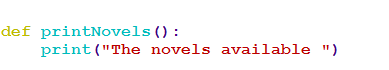 def printNovels():
    print("The novels available ")